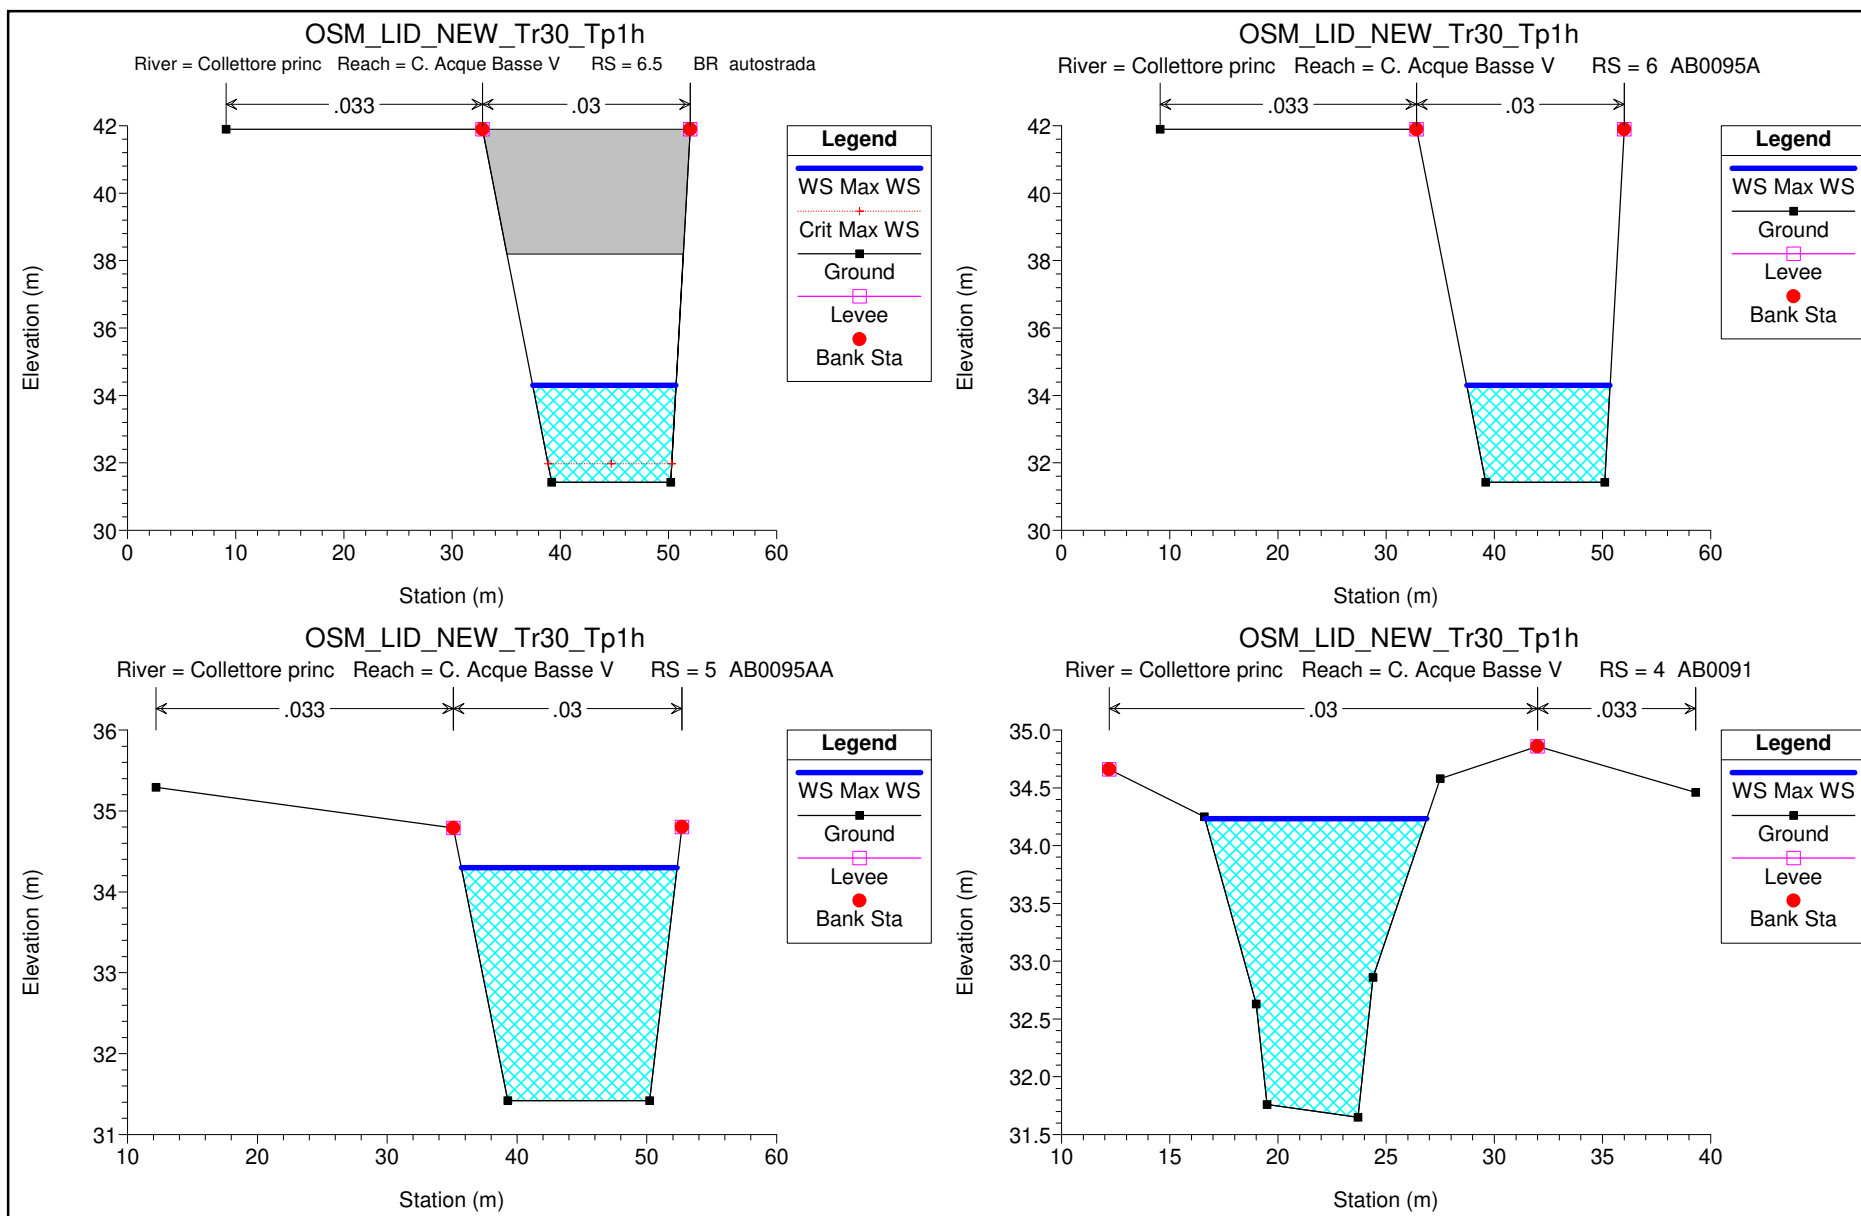 OSM_LID_NEW_Tr30_Tp1h
River = Collettore princ Reach = C. Acque Basse V RS = 6.5 BR autostrada
.033 .03
42
40
38
36
34
32
30
0 10 20 30 40 50 60
Elevation (m)
Station (m)
Legend
WS Max WS
Crit Max WS
Ground
Levee
Bank Sta
OSM_LID_NEW_Tr30_Tp1h
River = Collettore princ Reach = C. Acque Basse V RS = 6 AB0095A
.033 .03
42
40
38
36
34
32
30
0 10 20 30 40 50 60
Elevation (m)
Station (m)
Legend
WS Max WS
Ground
Levee
Bank Sta
OSM_LID_NEW_Tr30_Tp1h
River = Collettore princ Reach = C. Acque Basse V RS = 5 AB0095AA
.033 .03
36
35
34
33
32
31
10 20 30 40 50 60
Elevation (m)
Station (m)
Legend
WS Max WS
Ground
Levee
Bank Sta
OSM_LID_NEW_Tr30_Tp1h
River = Collettore princ Reach = C. Acque Basse V RS = 4 AB0091
.03 .033
35.0
34.5
34.0
33.5
33.0
32.5
32.0
31.5
10 15 20 25 30 35 40
Elevation (m)
Station (m)
Legend
WS Max WS
Ground
Levee
Bank Sta